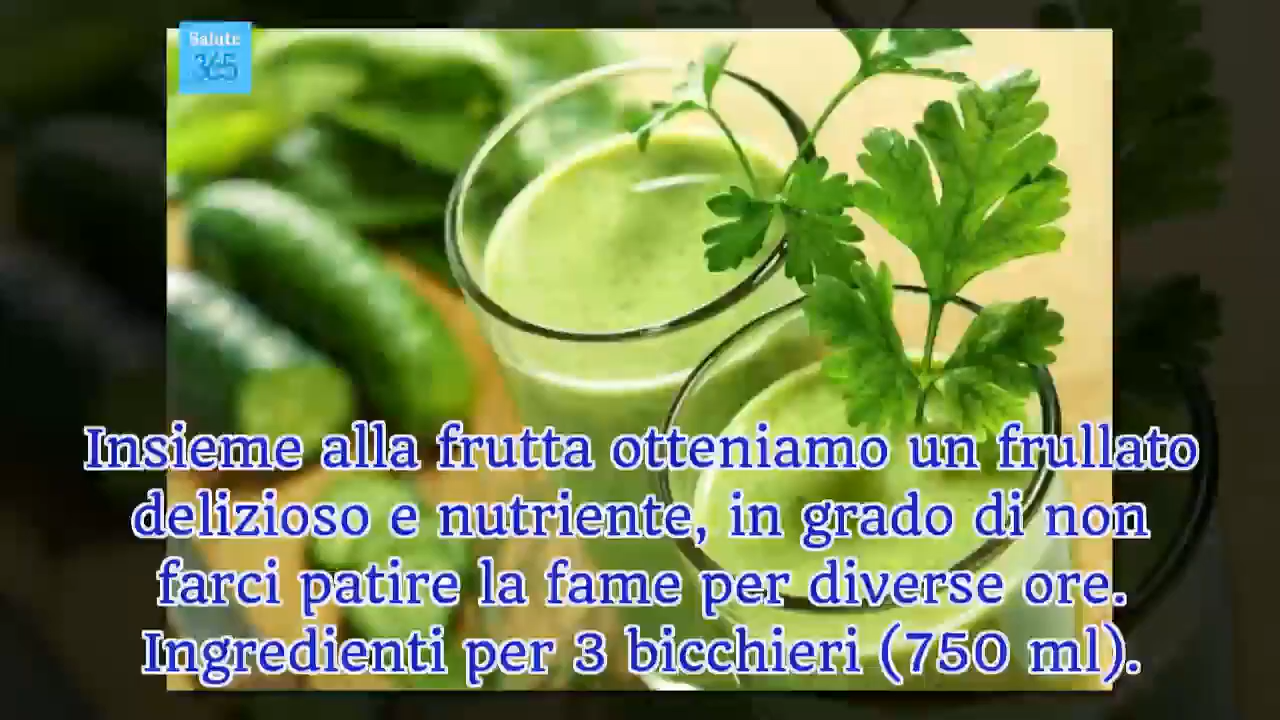 Salute
365
Insieme alla frutta otteniamo un frullato
delizioso e nutriente, in grado di non
farci patire la fame per diverse ore.
Ingredienti per 3 bicchieri (750 ml).